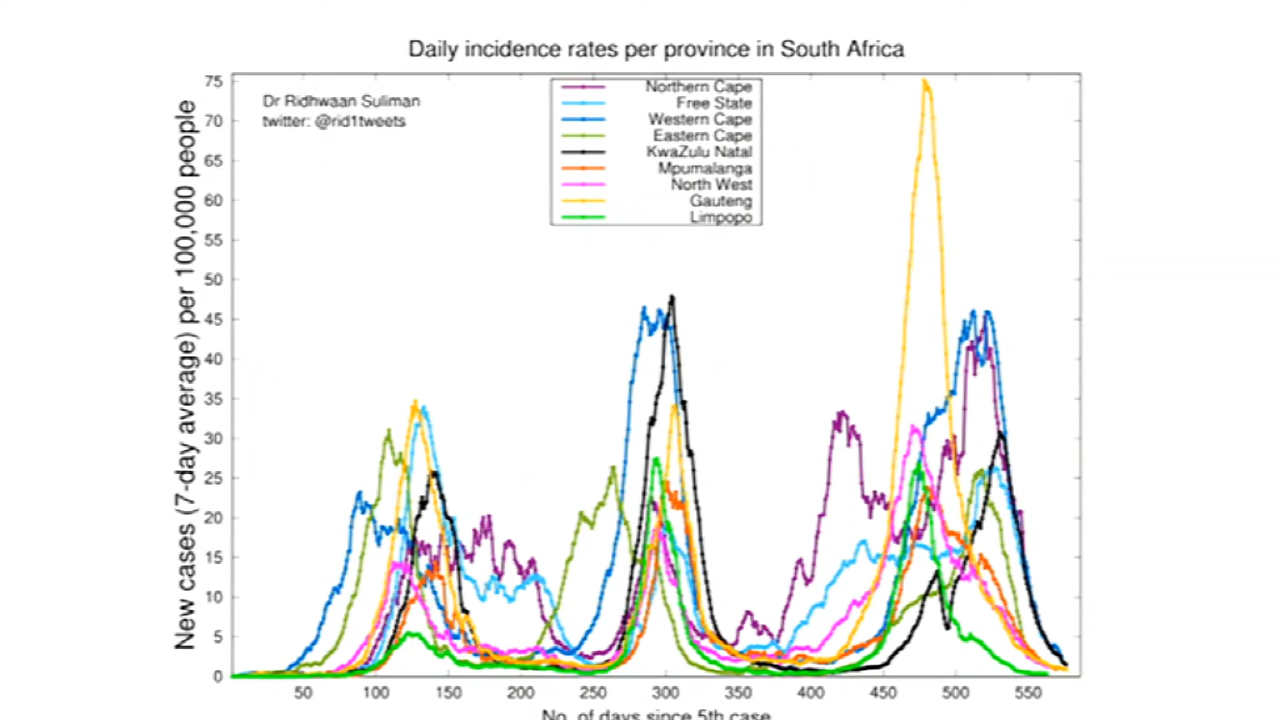 Daily incidence rates per province in South Africa
Dr Ridhwaan Suliman
twitter: @rid1tweets
New cases (7-day average) per 100,000 people
75
70
65
60
55
50
45
40
35
30
25
20
15
10
5
0
Northern Cape
Free State
Western Cape
Eastern Cape
KwaZulu Natal
Mpumalanga
North West
Gauteng
Limpopo
50 100 150 200 250 300 350 400 450 500 550
No. of days since 5th case